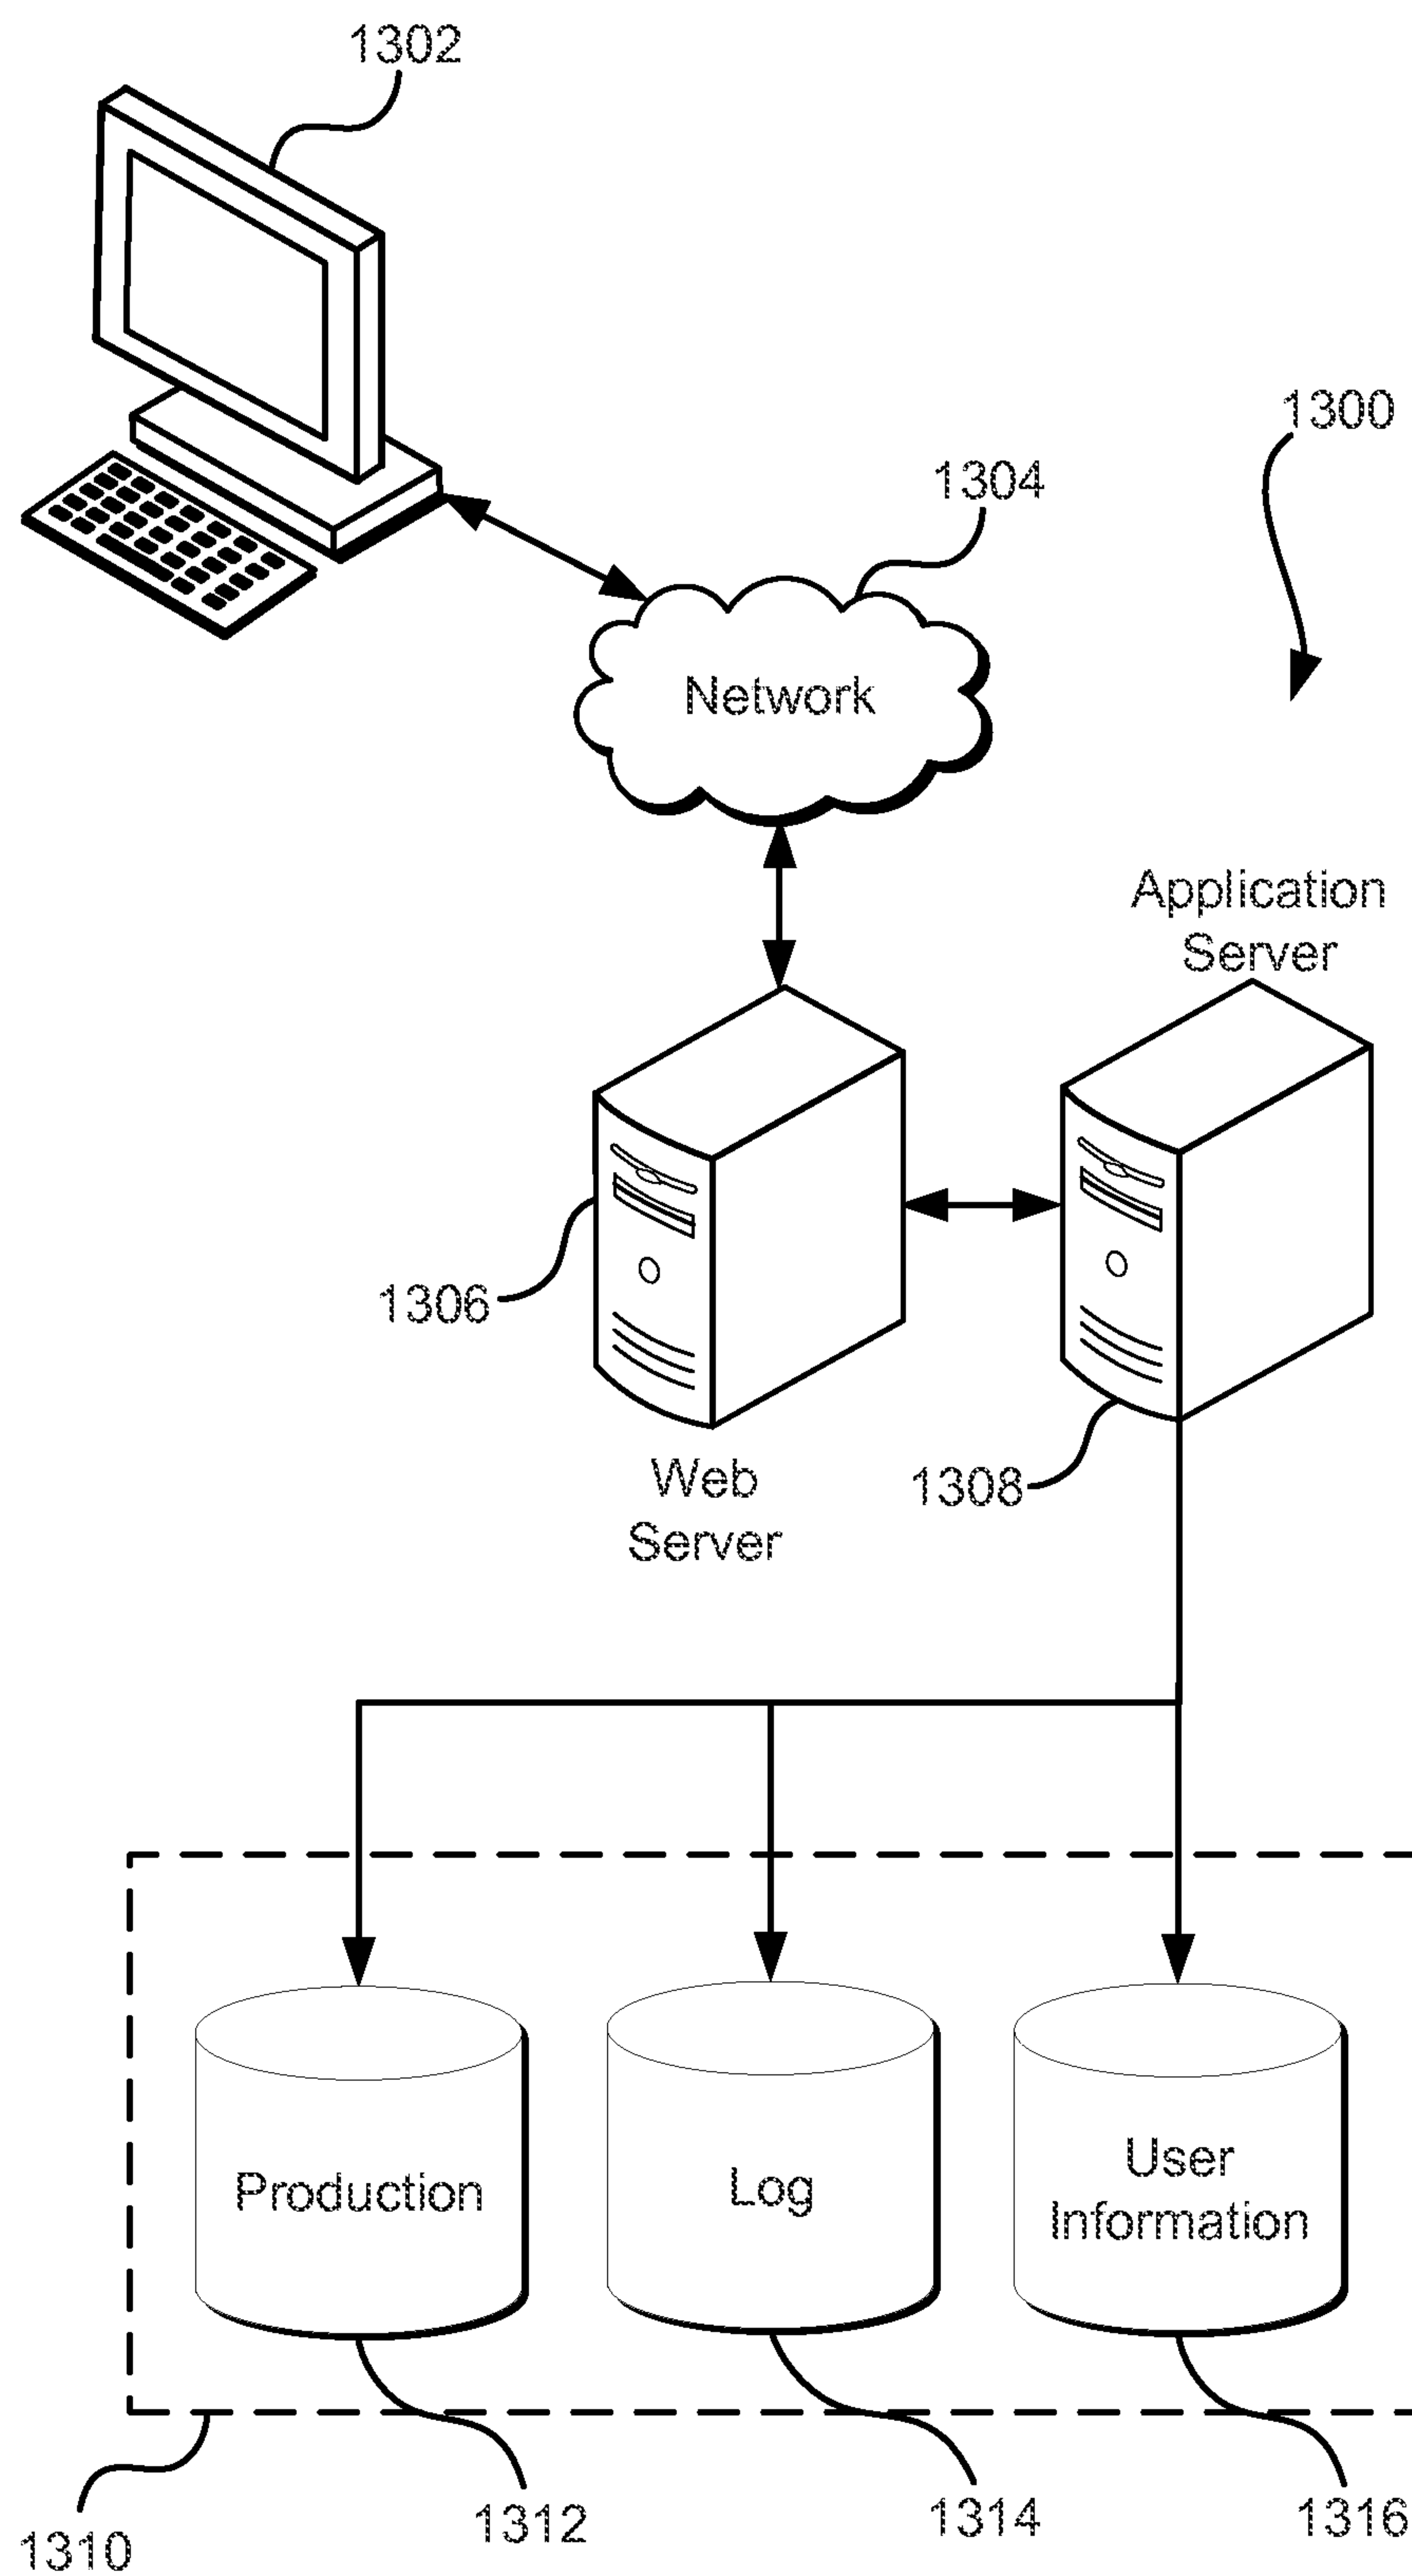 1302
1300
1304
Network
Application
Server
1306
1308
Web
Server
Production
Log
User
Information
1310
1312
1314
1316